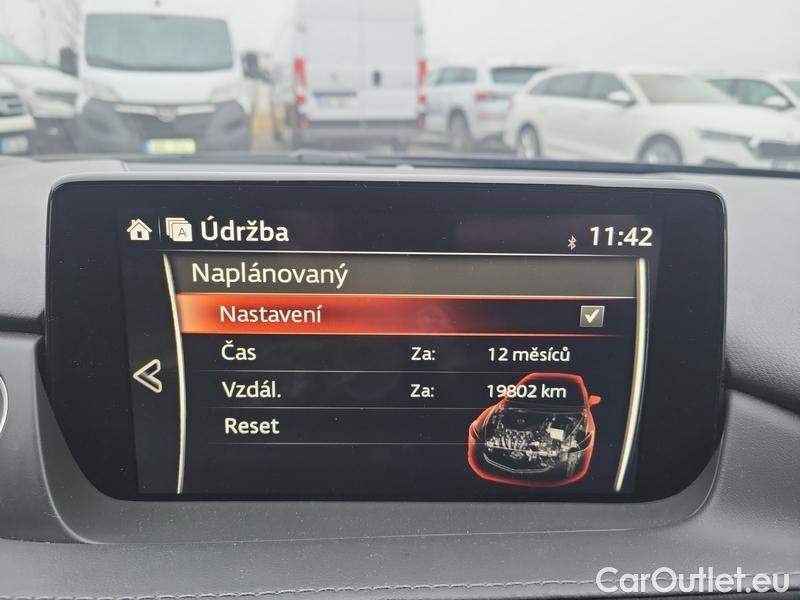 A Údržba 11:42
Naplánovaný
Nastavení
Čas Za: 12 měsíců
Vzdál. Za: 19802 km
Reset
CarOutlet.eu